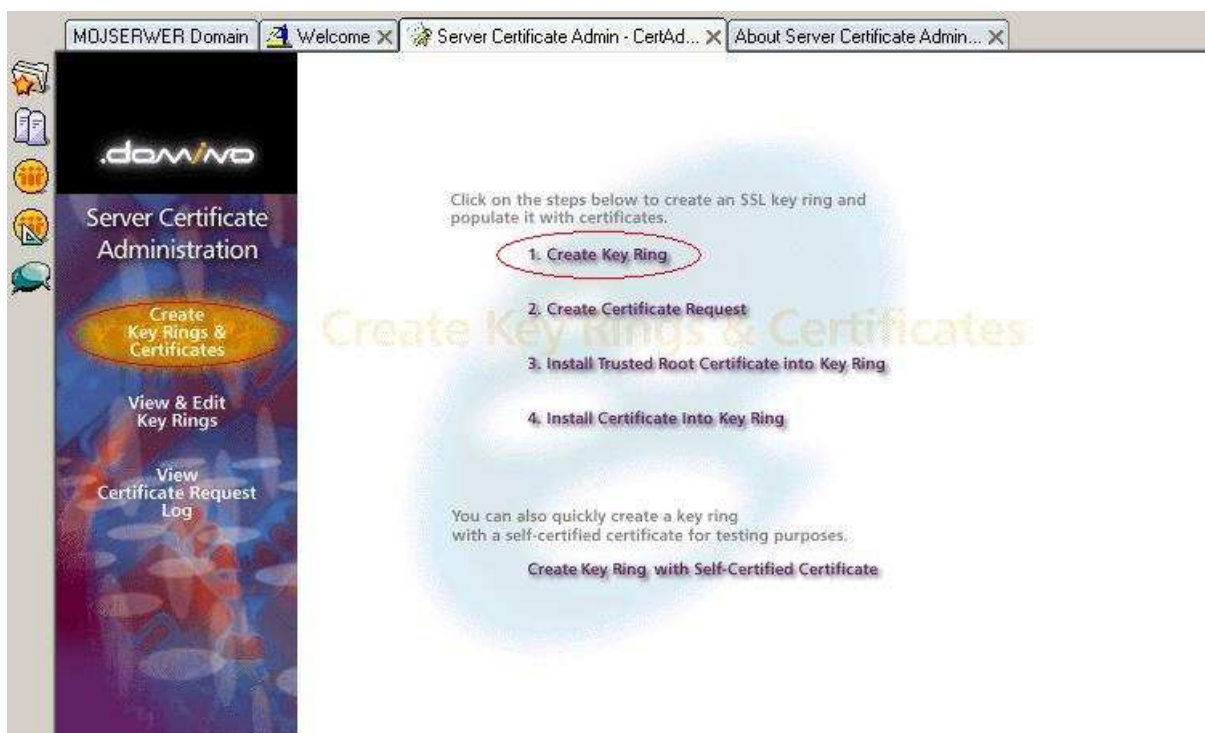 MOJSERWER Domain
Welcome
Server Certificate Admin - CertAd...
About Server Certificate Admin...
.domino
Server Certificate
Administration
Create
Key Rings &
Certificates
View & Edit
Key Rings
View
Certificate Request
Log
Click on the steps below to create an SSL key ring and
populate it with certificates.
1. Create Key Ring
2. Create Certificate Request
Create Key Rings & Certificates
3. Install Trusted Root Certificate into Key Ring
4. Install Certificate Into Key Ring
You can also quickly create a key ring
with a self-certified certificate for testing purposes.
Create Key Ring with Self-Certified Certificate